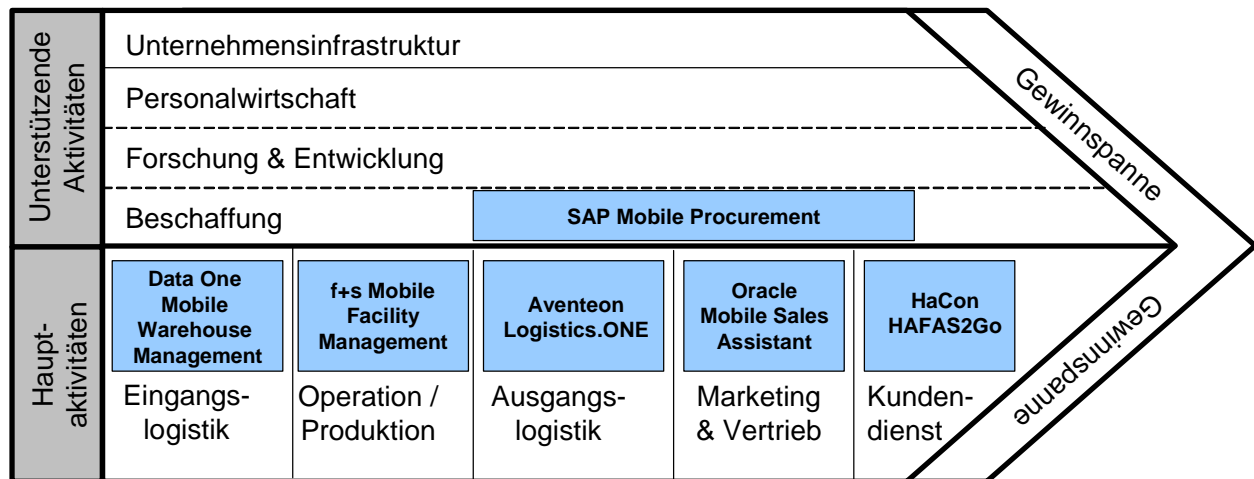 Unterstützende
Aktivitäten
Unternehmensinfrastruktur
Personalwirtschaft
Forschung & Entwicklung
Beschaffung
SAP Mobile Procurement
Gewinnspanne
Haupt-
aktivitäten
Data One
Mobile
Warehouse
Management
Eingangs-
logistik
f+s Mobile
Facility
Management
Operation /
Produktion
Aventeon
Logistics.ONE
Ausgangs-
logistik
Oracle
Mobile Sales
Assistant
Marketing
& Vertrieb
HaCon
HAFAS2Go
Kunden-
dienst
Gewinnspanne